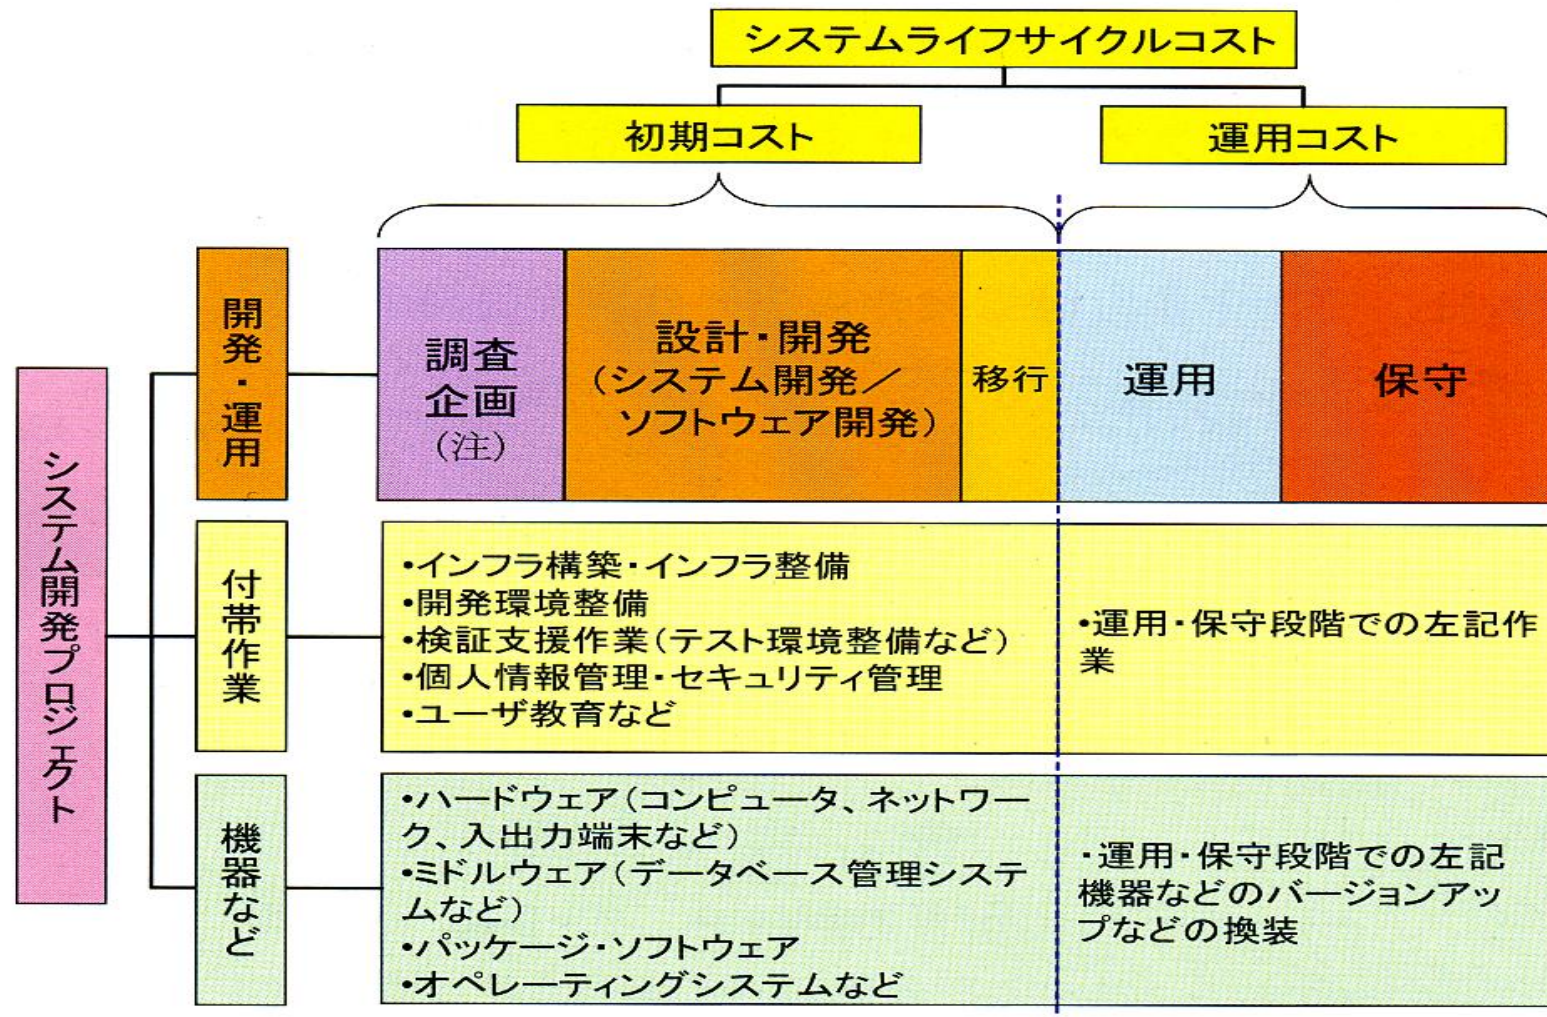 システムライフサイクルコスト
初期コスト
運用コスト
システム開発プロジェクト
開発・運用
調査
企画
(注)
設計・開発
(システム開発／
ソフトウェア開発)
移行
運用
保守
付帯作業
•インフラ構築・インフラ整備
•開発環境整備
•検証支援作業(テスト環境整備など)
•個人情報管理・セキュリティ管理
•ユーザ教育など
•運用・保守段階での左記作
業
機器など
•ハードウェア(コンピュータ、ネットワー
ク、入出力端末など)
•ミドルウェア(データベース管理システ
ムなど)
•パッケージ・ソフトウェア
•オペレーティングシステムなど
・運用・保守段階での左記
機器などのバージョンアッ
プなどの換装